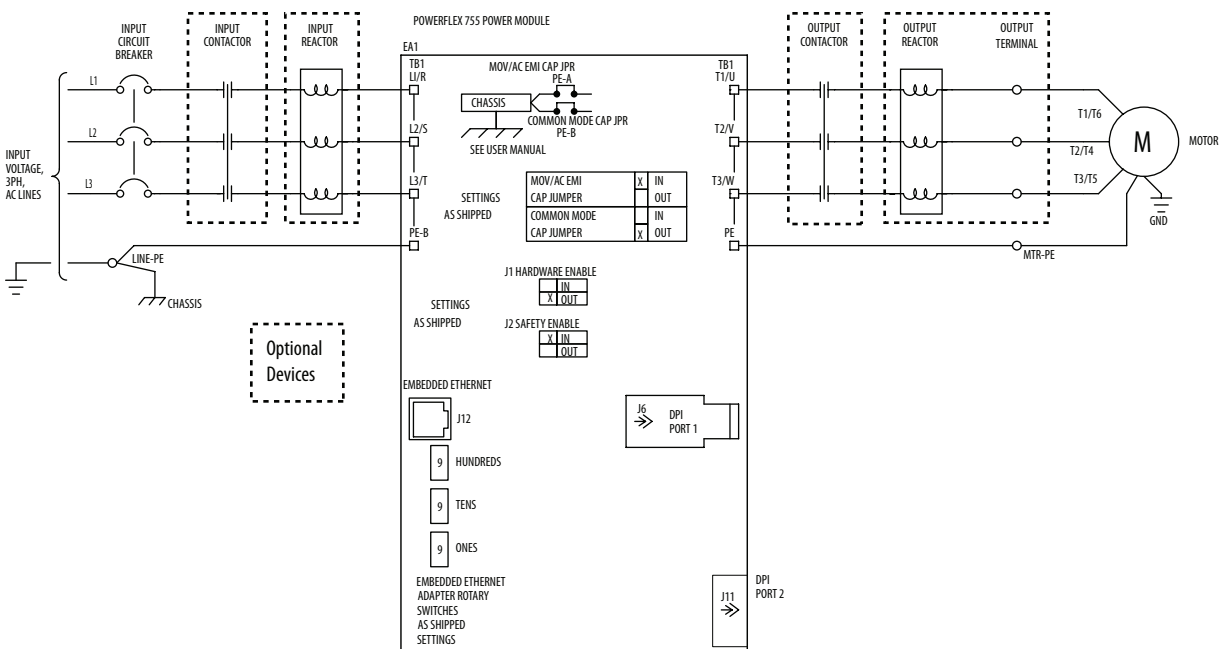 POWERFLEX 755 POWER MODULE
INPUT
CIRCUIT
BREAKER
INPUT
CONTACTOR
INPUT
REACTOR
OUTPUT
CONTACTOR
OUTPUT
REACTOR
OUTPUT
TERMINAL
EA1
TB1
LI/R
L2/S
L3/T
PE-B
L1
L2
L3
INPUT
VOLTAGE,
3PH,
AC LINES
LINE-PE
CHASSIS
Optional
Devices
MOV/AC EMI CAP JPR
PE-A
CHASSIS
COMMON MODE CAP JPR
PE-B
SEE USER MANUAL
SETTINGS
AS SHIPPED
MOV/AC EMI X IN
CAP JUMPER OUT
COMMON MODE IN
CAP JUMPER X OUT
TB1
T1/U
T2/V
T3/W
PE
T1/T6
T2/T4
T3/T5
M
MOTOR
GND
MTR-PE
SETTINGS
AS SHIPPED
J1 HARDWARE ENABLE
IN
X OUT
J2 SAFETY ENABLE
X IN
OUT
EMBEDDED ETHERNET
J12
9 HUNDREDS
9 TENS
9 ONES
EMBEDDED ETHERNET
ADAPTER ROTARY
SWITCHES
AS SHIPPED
SETTINGS
J6
DPI
PORT 1
J11
DPI
PORT 2